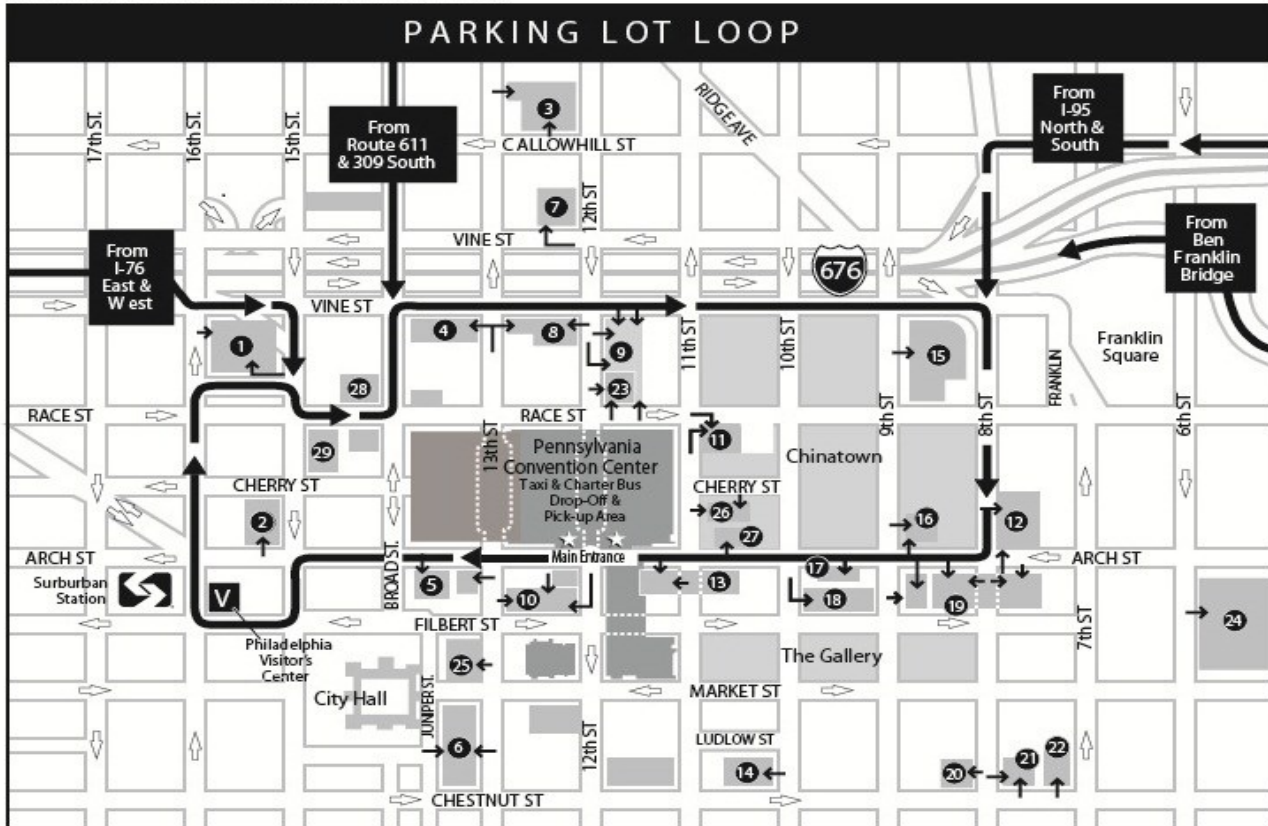 PARKING LOT LOOP
From
Route 611
& 309 South
From
I-95
North &
South
From
Ben
Franklin
Bridge
From
I-76
East &
West
17th ST.
16th ST.
15th ST.
RIDGE AVE
3
CALLOWHILL ST
7
12th ST
VINE ST
676
VINE ST
1
4
8
9
11th ST
10th ST
15
Franklin
Square
28
23
FRANKLIN
RACE ST
RACE ST
9th ST
8th ST
6th ST
29
13th ST
Pennsylvania
Convention Center
Taxi & Charter Bus
Drop-Off &
Pick-up Area
11
Chinatown
CHERRY ST
CHERRY ST
2
26
27
16
12
ARCH ST
Main Entrance
ARCH ST
Surburban
Station
V
BROAD ST.
5
10
13
17
18
19
24
FILBERT ST
7th ST
Philadelphia
Visitor's
Center
25
The Gallery
City Hall
JUNIPER ST.
MARKET ST
6
12th ST
LUDLOW ST
14
20
21
22
CHESTNUT ST